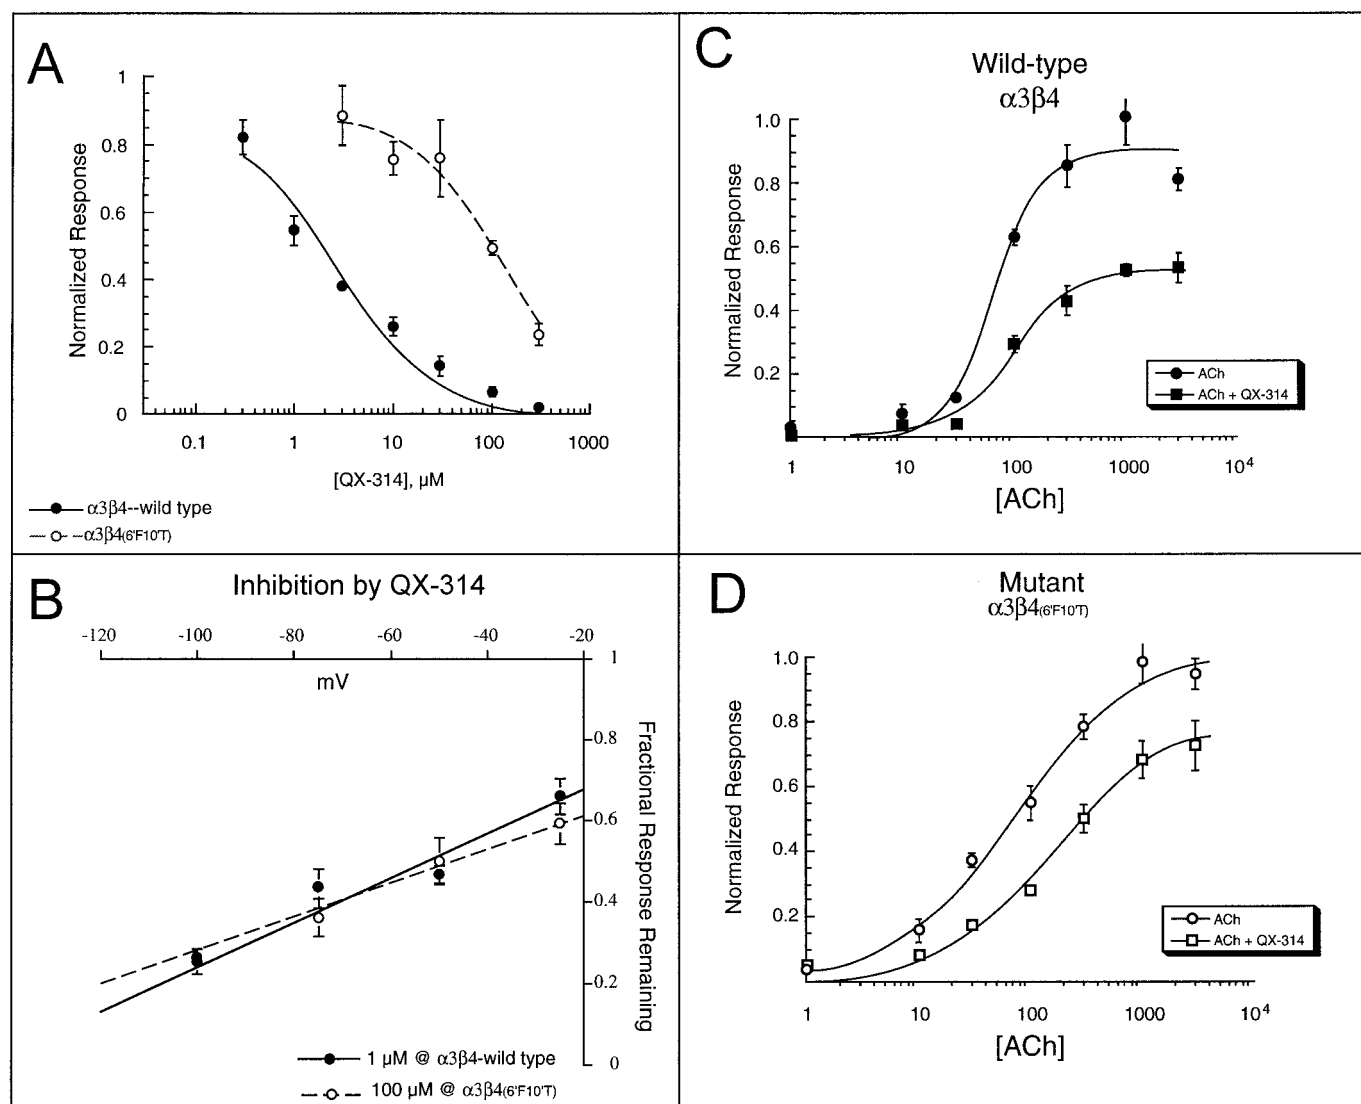 A
1
0.8
0.6
0.4
0.2
0
Normalized Response
0.1 1 10 100 1000
[QX-314], µM
α3β4--wild type
α3β4(6'F10'T)
B
Inhibition by QX-314
-120 -100 -80 -60 -40 -20
mV
1
0.8
0.6
0.4
0.2
0
Fractional Response Remaining
1 µM @ α3β4-wild type
100 µM @ α3β4(6'F10'T)
C
Wild-type
α3β4
1.0
0.8
0.6
0.4
0.2
Normalized Response
ACh
ACh + QX-314
1 10 100 1000 10⁴
[ACh]
D
Mutant
α3β4(6'F10'T)
1.0
0.8
0.6
0.4
0.2
Normalized Response
ACh
ACh + QX-314
1 10 100 1000 10⁴
[ACh]